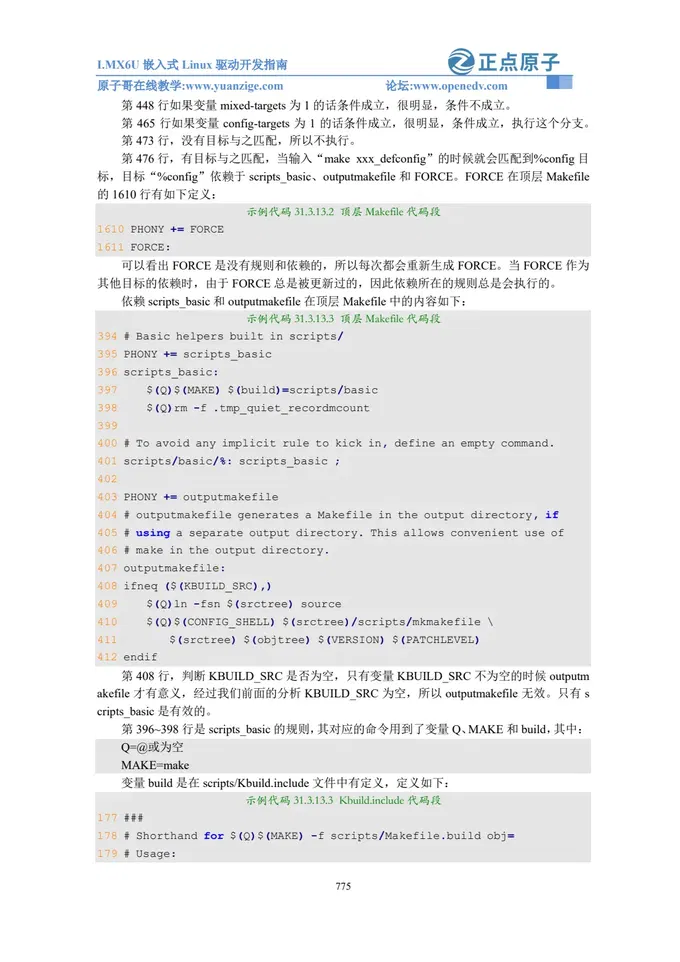 I.MX6U 嵌入式 Linux 驱动开发指南
正点原子
原子哥在线教学:www.yuanzige.com 论坛:www.openedv.com
第 448 行如果变量 mixed-targets 为 1 的话条件成立，很明显，条件不成立。
第 465 行如果变量 config-targets 为 1 的话条件成立，很明显，条件成立，执行这个分支。
第 473 行，没有目标与之匹配，所以不执行。
第 476 行，有目标与之匹配，当输入“make xxx_defconfig”的时候就会匹配到%config 目
标，目标“%config”依赖于 scripts_basic、outputmakefile 和 FORCE。FORCE 在顶层 Makefile
的 1610 行有如下定义：
示例代码 31.3.13.2 顶层 Makefile 代码段
1610 PHONY += FORCE
1611 FORCE:
可以看出 FORCE 是没有规则和依赖的，所以每次都会重新生成 FORCE。当 FORCE 作为
其他目标的依赖时，由于 FORCE 总是被更新过的，因此依赖所在的规则总是会执行的。
依赖 scripts_basic 和 outputmakefile 在顶层 Makefile 中的内容如下：
示例代码 31.3.13.3 顶层 Makefile 代码段
394 # Basic helpers built in scripts/
395 PHONY += scripts_basic
396 scripts_basic:
397 $(Q)$(MAKE) $(build)=scripts/basic
398 $(Q)rm -f .tmp_quiet_recordmcount
399
400 # To avoid any implicit rule to kick in, define an empty command.
401 scripts/basic/%: scripts_basic ;
402
403 PHONY += outputmakefile
404 # outputmakefile generates a Makefile in the output directory, if
405 # using a separate output directory. This allows convenient use of
406 # make in the output directory.
407 outputmakefile:
408 ifneq ($(KBUILD_SRC),)
409 $(Q)ln -fsn $(srctree) source
410 $(Q)$(CONFIG_SHELL) $(srctree)/scripts/mkmakefile \
411 $(srctree) $(objtree) $(VERSION) $(PATCHLEVEL)
412 endif
第 408 行，判断 KBUILD_SRC 是否为空，只有变量 KBUILD_SRC 不为空的时候 outputm
akefile 才有意义，经过我们前面的分析 KBUILD_SRC 为空，所以 outputmakefile 无效。只有 s
cripts_basic 是有效的。
第 396~398 行是 scripts_basic 的规则，其对应的命令用到了变量 Q、MAKE 和 build，其中：
Q=@或为空
MAKE=make
变量 build 是在 scripts/Kbuild.include 文件中有定义，定义如下：
示例代码 31.3.13.3 Kbuild.include 代码段
177 ###
178 # Shorthand for $(Q)$(MAKE) -f scripts/Makefile.build obj=
179 # Usage:
775